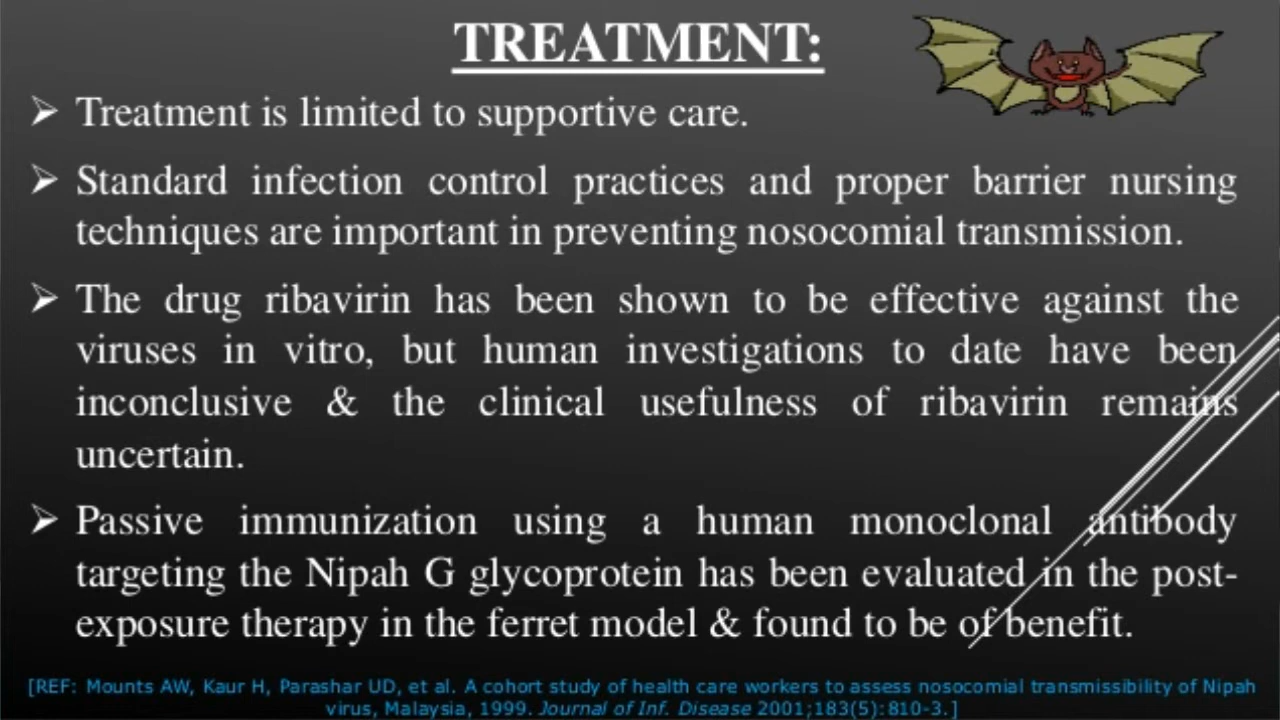 TREATMENT:
➢ Treatment is limited to supportive care.
➢ Standard infection control practices and proper barrier nursing
techniques are important in preventing nosocomial transmission.
➢ The drug ribavirin has been shown to be effective against the
viruses in vitro, but human investigations to date have been
inconclusive & the clinical usefulness of ribavirin remains
uncertain.
➢ Passive immunization using a human monoclonal antibody
targeting the Nipah G glycoprotein has been evaluated in the post-
exposure therapy in the ferret model & found to be of benefit.
[REF: Mounts AW, Kaur H, Parashar UD, et al. A cohort study of health care workers to assess nosocomial transmissibility of Nipah
virus, Malaysia, 1999. Journal of Inf. Disease 2001;183(5):810-3.]